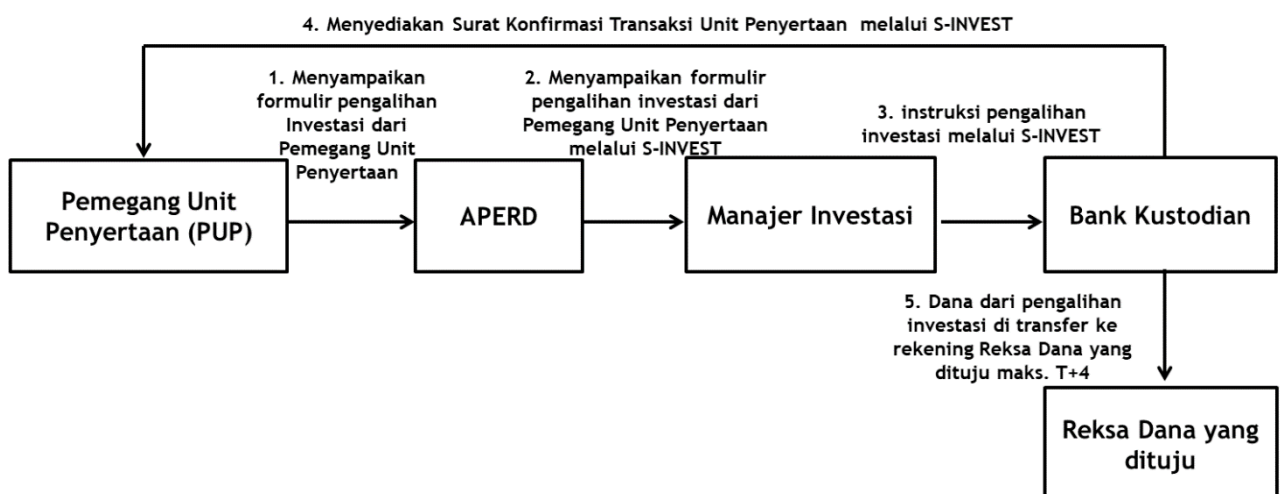 4. Menyediakan Surat Konfirmasi Transaksi Unit Penyertaan melalui S-INVEST
1. Menyampaikan
formulir pengalihan
Investasi dari
Pemegang Unit
Penyertaan
2. Menyampaikan formulir
pengalihan investasi dari
Pemegang Unit Penyertaan
melalui S-INVEST
3. instruksi pengalihan
investasi melalui S-INVEST
Pemegang Unit
Penyertaan (PUP)
APERD
Manajer Investasi
Bank Kustodian
5. Dana dari pengalihan
investasi di transfer ke
rekening Reksa Dana yang
dituju maks. T+4
Reksa Dana yang
dituju